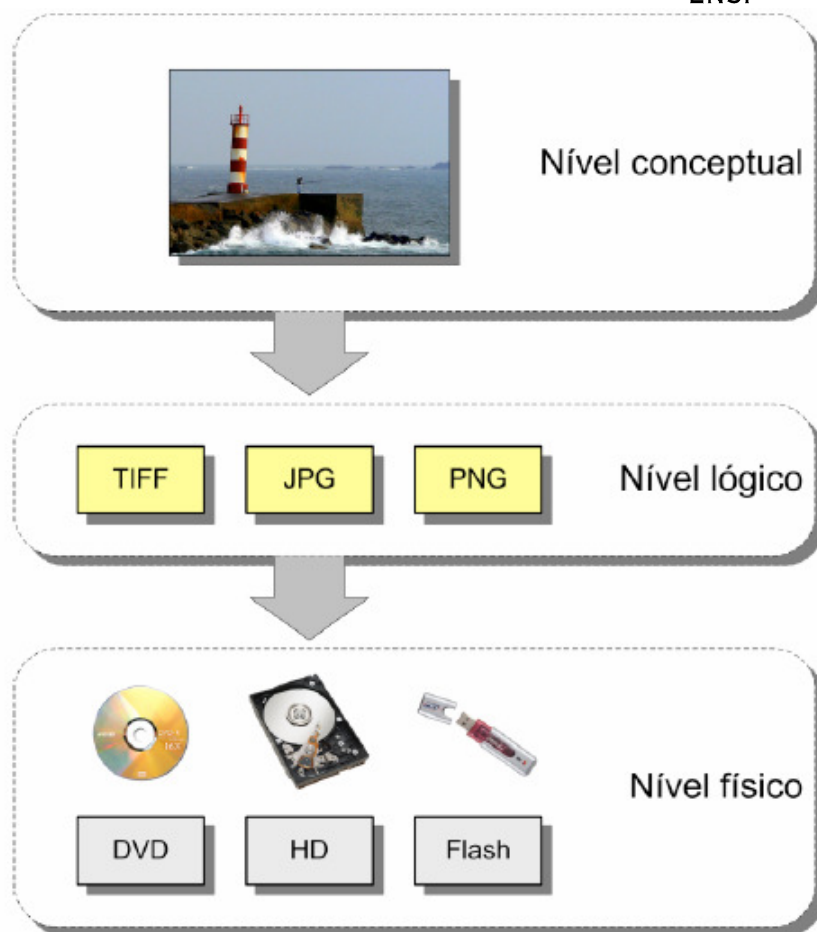 Nível conceptual
TIFF
JPG
PNG
Nível lógico
Nível físico
DVD
HD
Flash